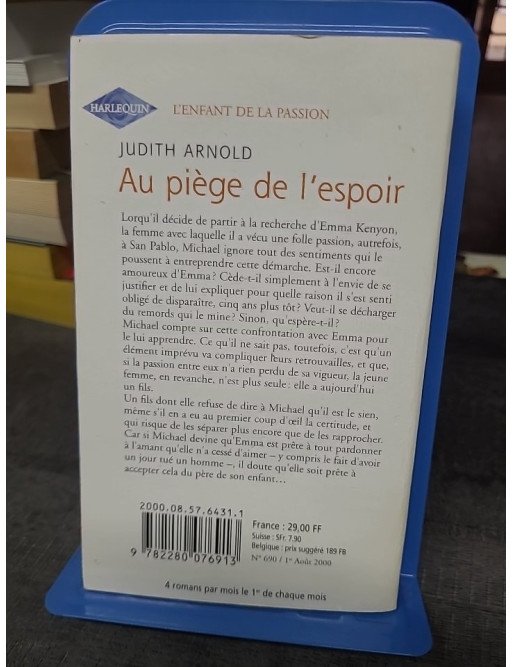 HARLEQUIN
L'ENFANT DE LA PASSION
JUDITH ARNOLD
Au piège de l'espoir
Lorqu'il décide de partir à la recherche d'Emma Kenyon,
la femme avec laquelle il a vécu une folle passion, autrefois,
à San Pablo, Michael ignore tout des sentiments qui le
poussent à entreprendre cette démarche. Est-il encore
amoureux d'Emma? Cède-t-il simplement à l'envie de se
justifier et de lui expliquer pour quelle raison il s'est senti
obligé de disparaître, cinq ans plus tôt? Veut-il se décharger
du remords qui le mine? Sinon, qu'espère-t-il?
Michael compte sur cette confrontation avec Emma pour
le lui apprendre. Ce qu'il ne sait pas, toutefois, c'est qu'un
élément imprévu va compliquer leurs retrouvailles, et que,
si la passion entre eux n'a rien perdu de sa vigueur, la jeune
femme, en revanche, n'est plus seule : elle a aujourd'hui
un fils.
Un fils dont elle refuse de dire à Michael qu'il est le sien,
même s'il en a eu au premier coup d'œil la certitude, et
qui risque de les séparer plus encore que de les rapprocher.
Car si Michael devine qu'Emma est prête à tout pardonner
à l'amant qu'elle n'a cessé d'aimer – y compris le fait d'avoir
un jour tué un homme –, il doute qu'elle soit prête à
accepter cela du père de son enfant...
2000.08.57.6431.1
9 782280 076913
France : 29,00 FF
Suisse : SFr. 7.90
Belgique : prix suggéré 189 FB
N° 690 / 1er Août 2000
4 romans par mois le 1er de chaque mois